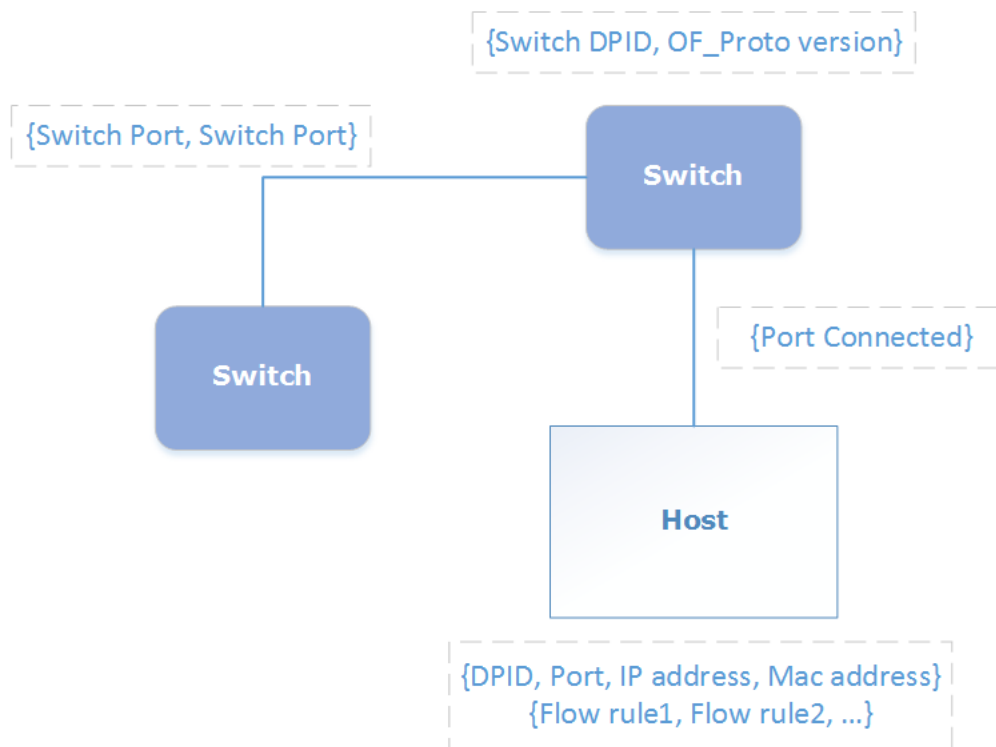 {Switch DPID, OF_Proto version}
{Switch Port, Switch Port}
Switch
Switch
{Port Connected}
Host
{DPID, Port, IP address, Mac address}
{Flow rule1, Flow rule2, ...}